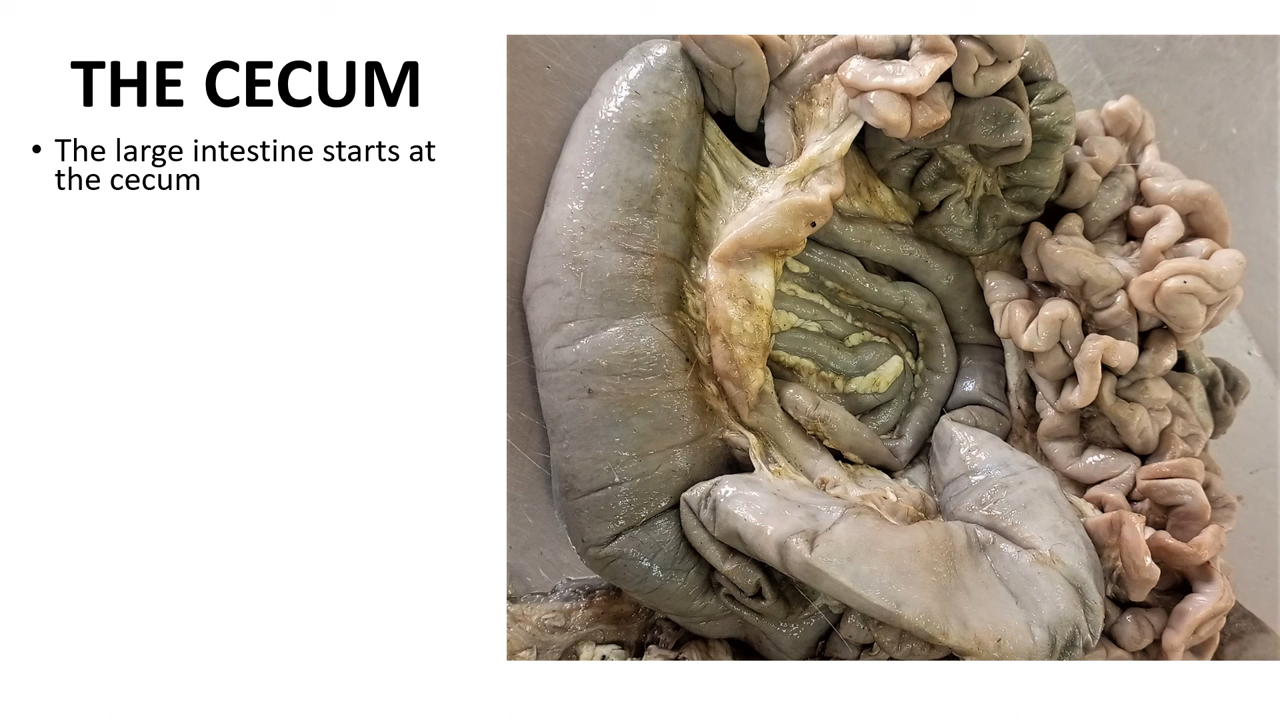 THE CECUM
• The large intestine starts at
the cecum